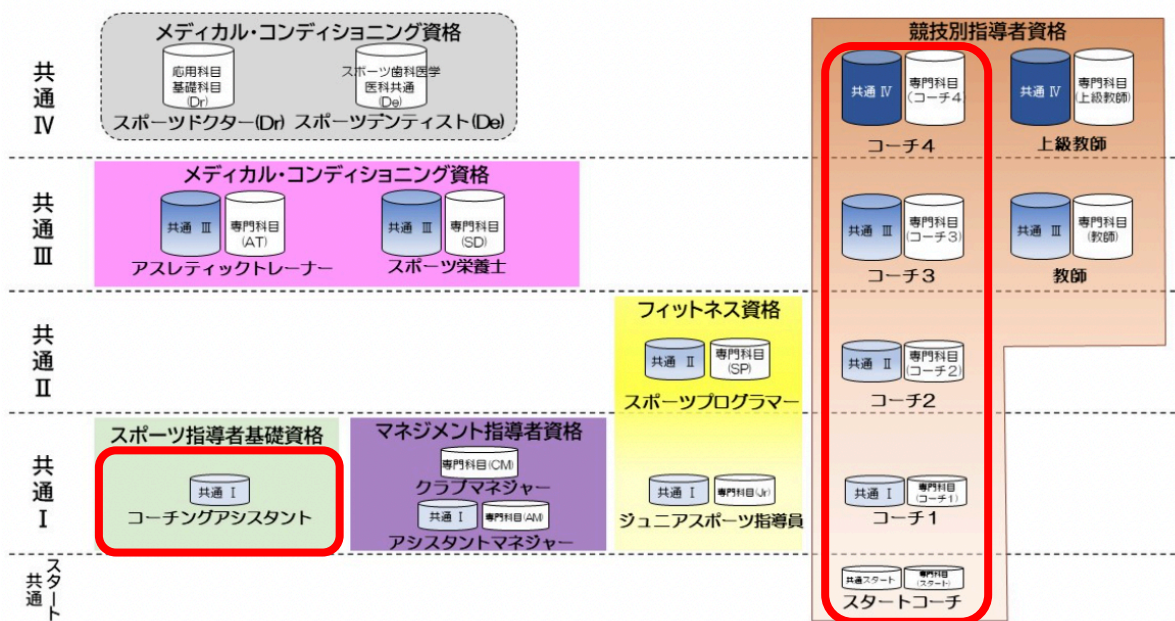 共通Ⅳ
メディカル・コンディショニング資格
応用科目
基礎科目
(Dr)
スポーツドクター(Dr)
スポーツ歯科医学
医科共通
(De)
スポーツデンティスト(De)
競技別指導者資格
共通 Ⅳ
専門科目
(コーチ4)
コーチ4
共通 Ⅳ
専門科目
(上級教師)
上級教師
共通Ⅲ
メディカル・コンディショニング資格
共通 Ⅲ
専門科目
(AT)
アスレティックトレーナー
共通 Ⅲ
専門科目
(SD)
スポーツ栄養士
共通 Ⅲ
専門科目
(コーチ3)
コーチ3
共通 Ⅲ
専門科目
(教師)
教師
共通Ⅱ
フィットネス資格
共通 Ⅱ
専門科目
(SP)
スポーツプログラマー
共通 Ⅱ
専門科目
(コーチ2)
コーチ2
共通Ⅰ
スポーツ指導者基礎資格
共通 Ⅰ
コーチングアシスタント
マネジメント指導者資格
専門科目(CM)
クラブマネジャー
共通 Ⅰ
専門科目(AM)
アシスタントマネジャー
共通 Ⅰ
専門科目(Jr)
ジュニアスポーツ指導員
共通 Ⅰ
専門科目
(コーチ1)
コーチ1
共通
スタート
共通スタート
専門科目
(スタート)
スタートコーチ